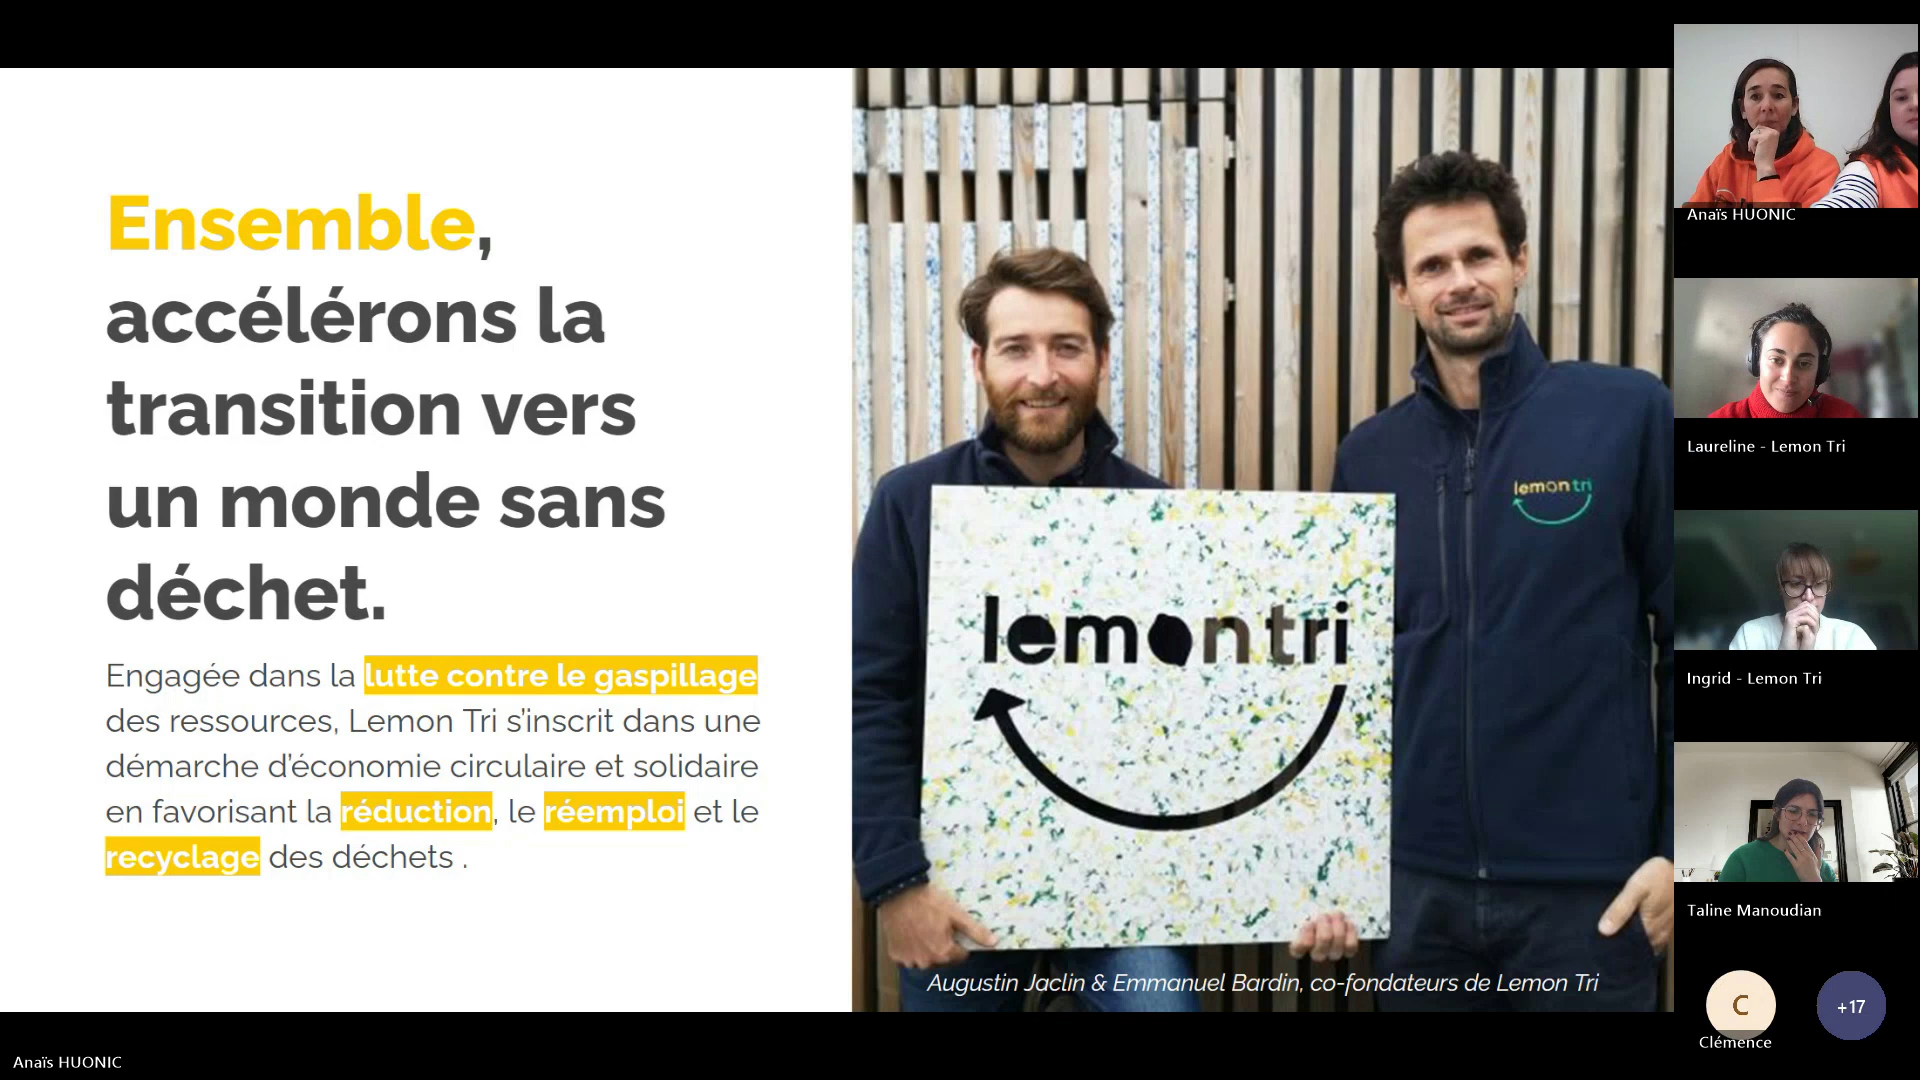 Ensemble,
accélérons la
transition vers
un monde sans
déchet.
Engagée dans la lutte contre le gaspillage
des ressources, Lemon Tri s’inscrit dans une
démarche d’économie circulaire et solidaire
en favorisant la réduction, le réemploi et le
recyclage des déchets .
lemon tri
lemon tri
Augustin Jaclin & Emmanuel Bardin, co-fondateurs de Lemon Tri
Anaïs HUONIC
Laureline - Lemon Tri
Ingrid - Lemon Tri
Taline Manoudian
C
+17
Clémence
Anaïs HUONIC